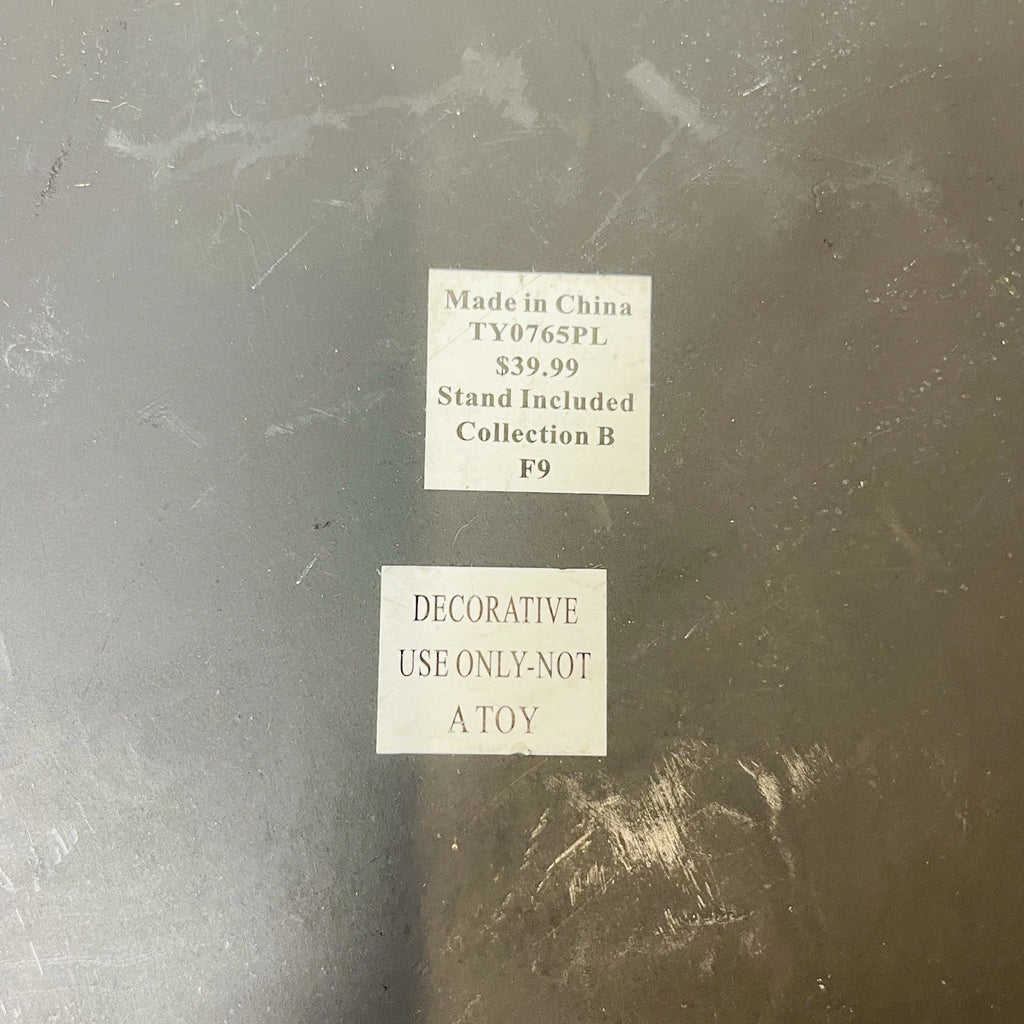 Made in China
TY0765PL
$39.99
Stand Included
Collection B
F9
DECORATIVE
USE ONLY-NOT
A TOY